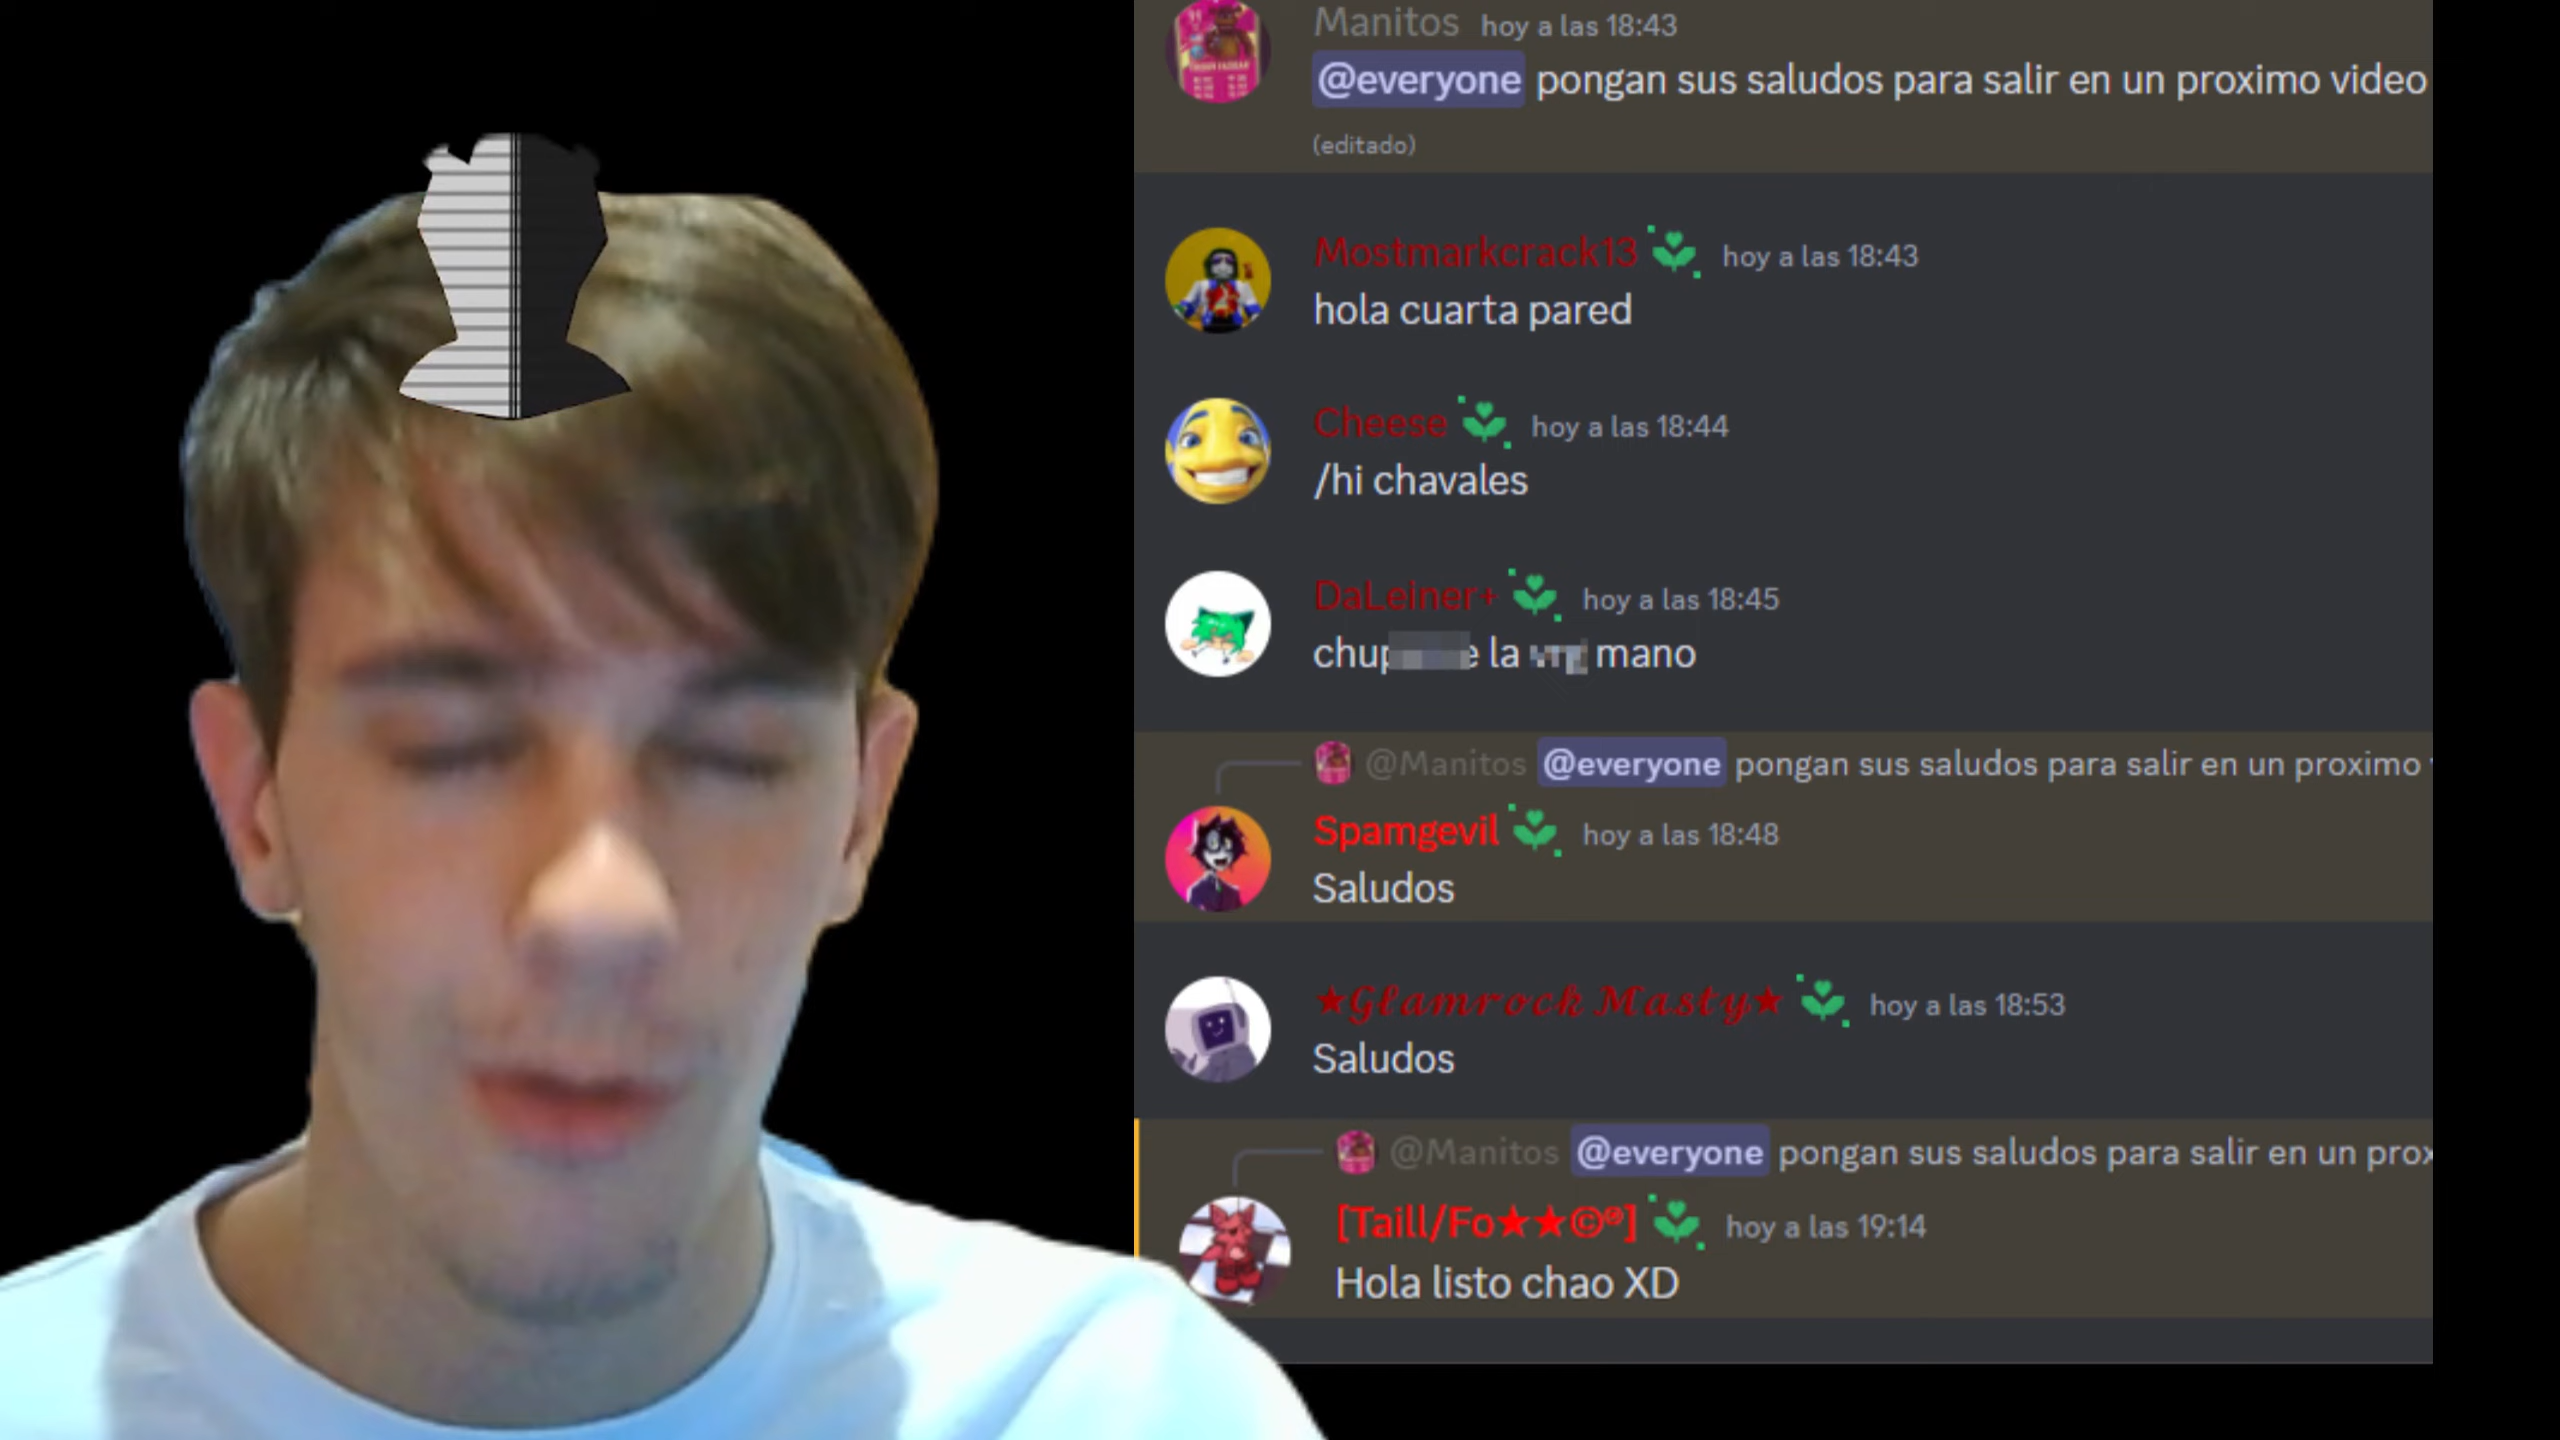 Manitos hoy a las 18:43
@everyone pongan sus saludos para salir en un proximo video
(editado)
Mostmarkcrack13 hoy a las 18:43
hola cuarta pared
Cheese hoy a las 18:44
/hi chavales
DaLeiner+ hoy a las 18:45
la mano
@Manitos @everyone pongan sus saludos para salir en un proximo
Spamgevil hoy a las 18:48
Saludos
★Glamrock Masty★ hoy a las 18:53
Saludos
@Manitos @everyone pongan sus saludos para salir en un prox
[Taill/Fo★★©®] hoy a las 19:14
Hola listo chao XD